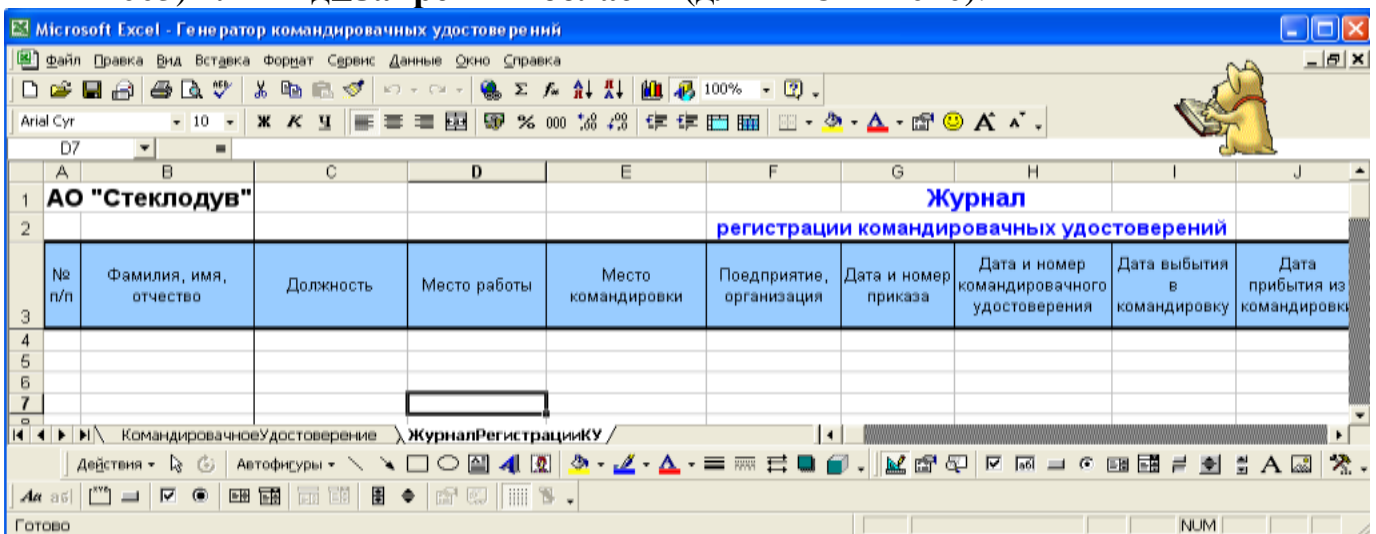 Microsoft Excel - Генератор командировачных удостоверений
Файл Правка Вид Вставка Формат Сервис Данные Окно Справка
100%
Arial Cyr 10 Ж К Ч % 000
D7 =
A B C D E F G H I J
1 АО "Стеклодув" Журнал
2 регистрации командировачных удостоверений
3 № п/п Фамилия, имя, отчество Должность Место работы Место командировки Поедприятие, организация Дата и номер приказа Дата и номер командировачного удостоверения Дата выбытия в командировку Дата прибытия из командировки
4
5
6
7
КомандировачноеУдостоверение ЖурналРегистрацииКУ
Действия Автофигуры
Готово NUM